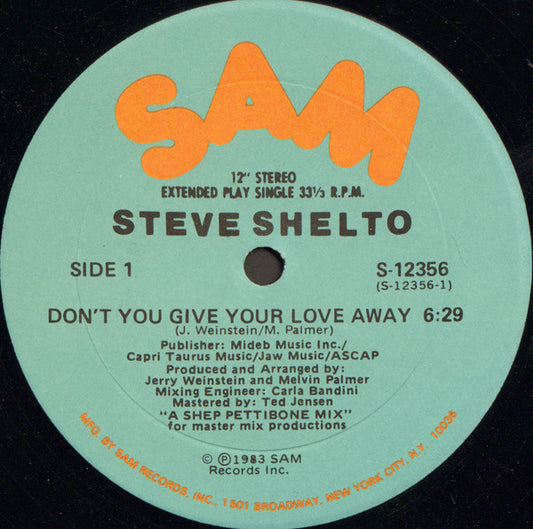 SAM
12" STEREO
EXTENDED PLAY SINGLE 33⅓ R.P.M.
STEVE SHELTO
SIDE 1
S-12356
(S-12356-1)
DON'T YOU GIVE YOUR LOVE AWAY 6:29
(J. Weinstein/M. Palmer)
Publisher: Mideb Music Inc./
Capri Taurus Music/Jaw Music/ASCAP
Produced and Arranged by:
Jerry Weinstein and Melvin Palmer
Mixing Engineer: Carla Bandini
Mastered by: Ted Jensen
"A SHEP PETTIBONE MIX"
for master mix productions
© ℗ 1983 SAM
Records Inc.
MFG. BY SAM RECORDS, INC., 1501 BROADWAY, NEW YORK CITY, N.Y. 10036